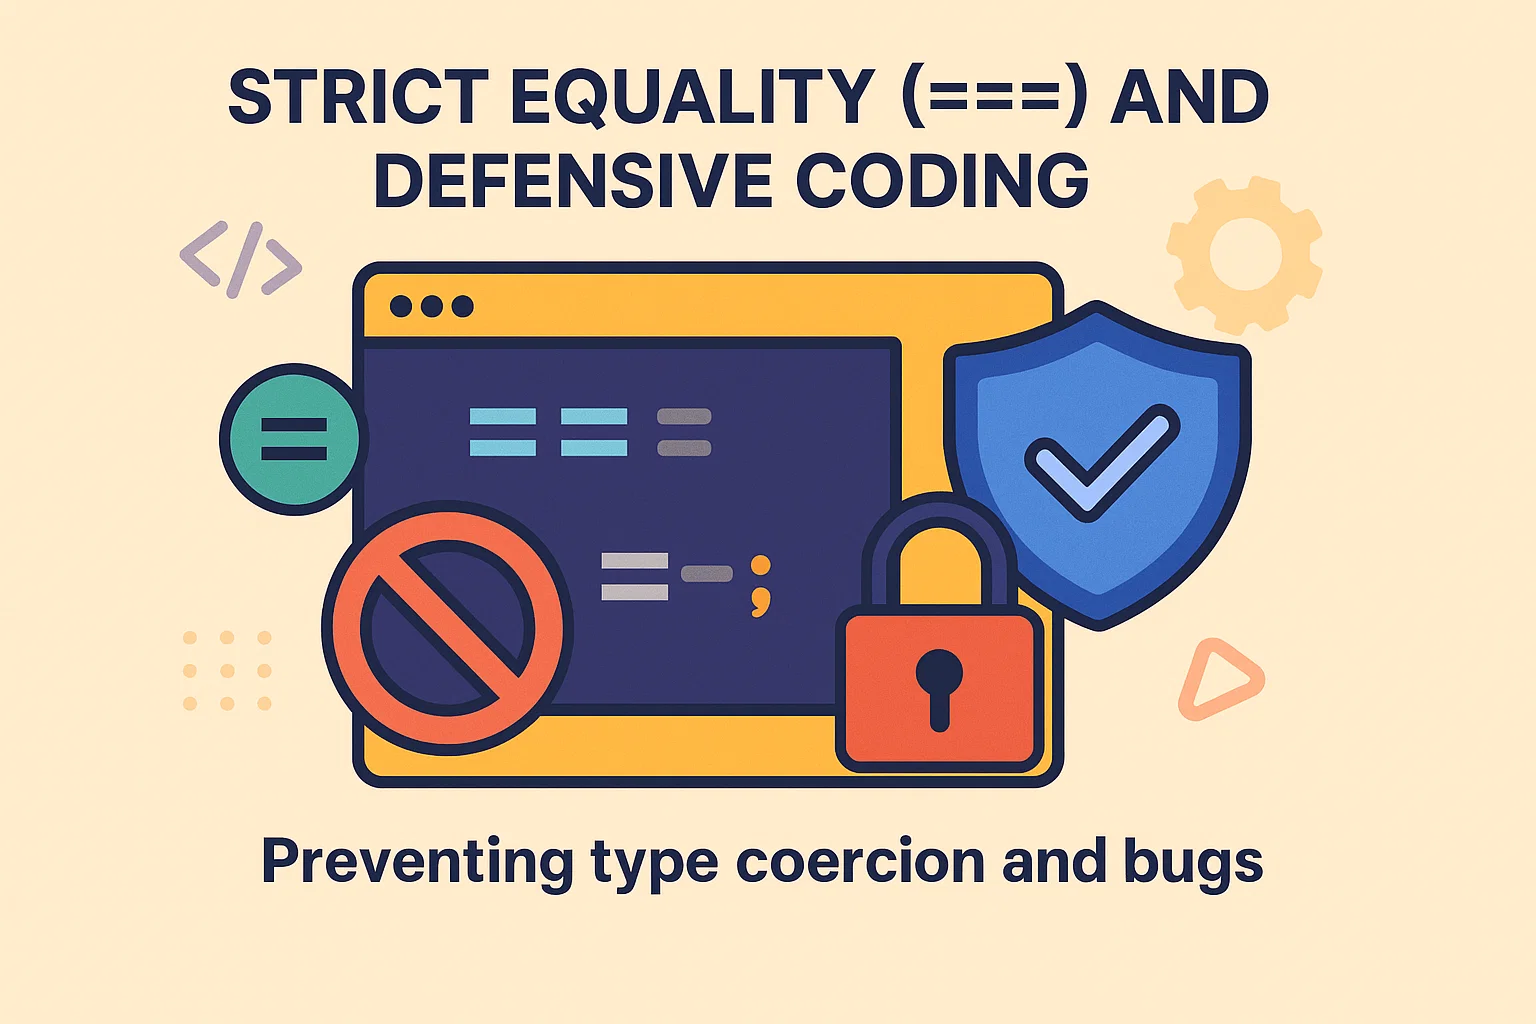 STRICT EQUALITY (===) AND
DEFENSIVE CODING
</>
=
= = =
= - ;
Preventing type coercion and bugs